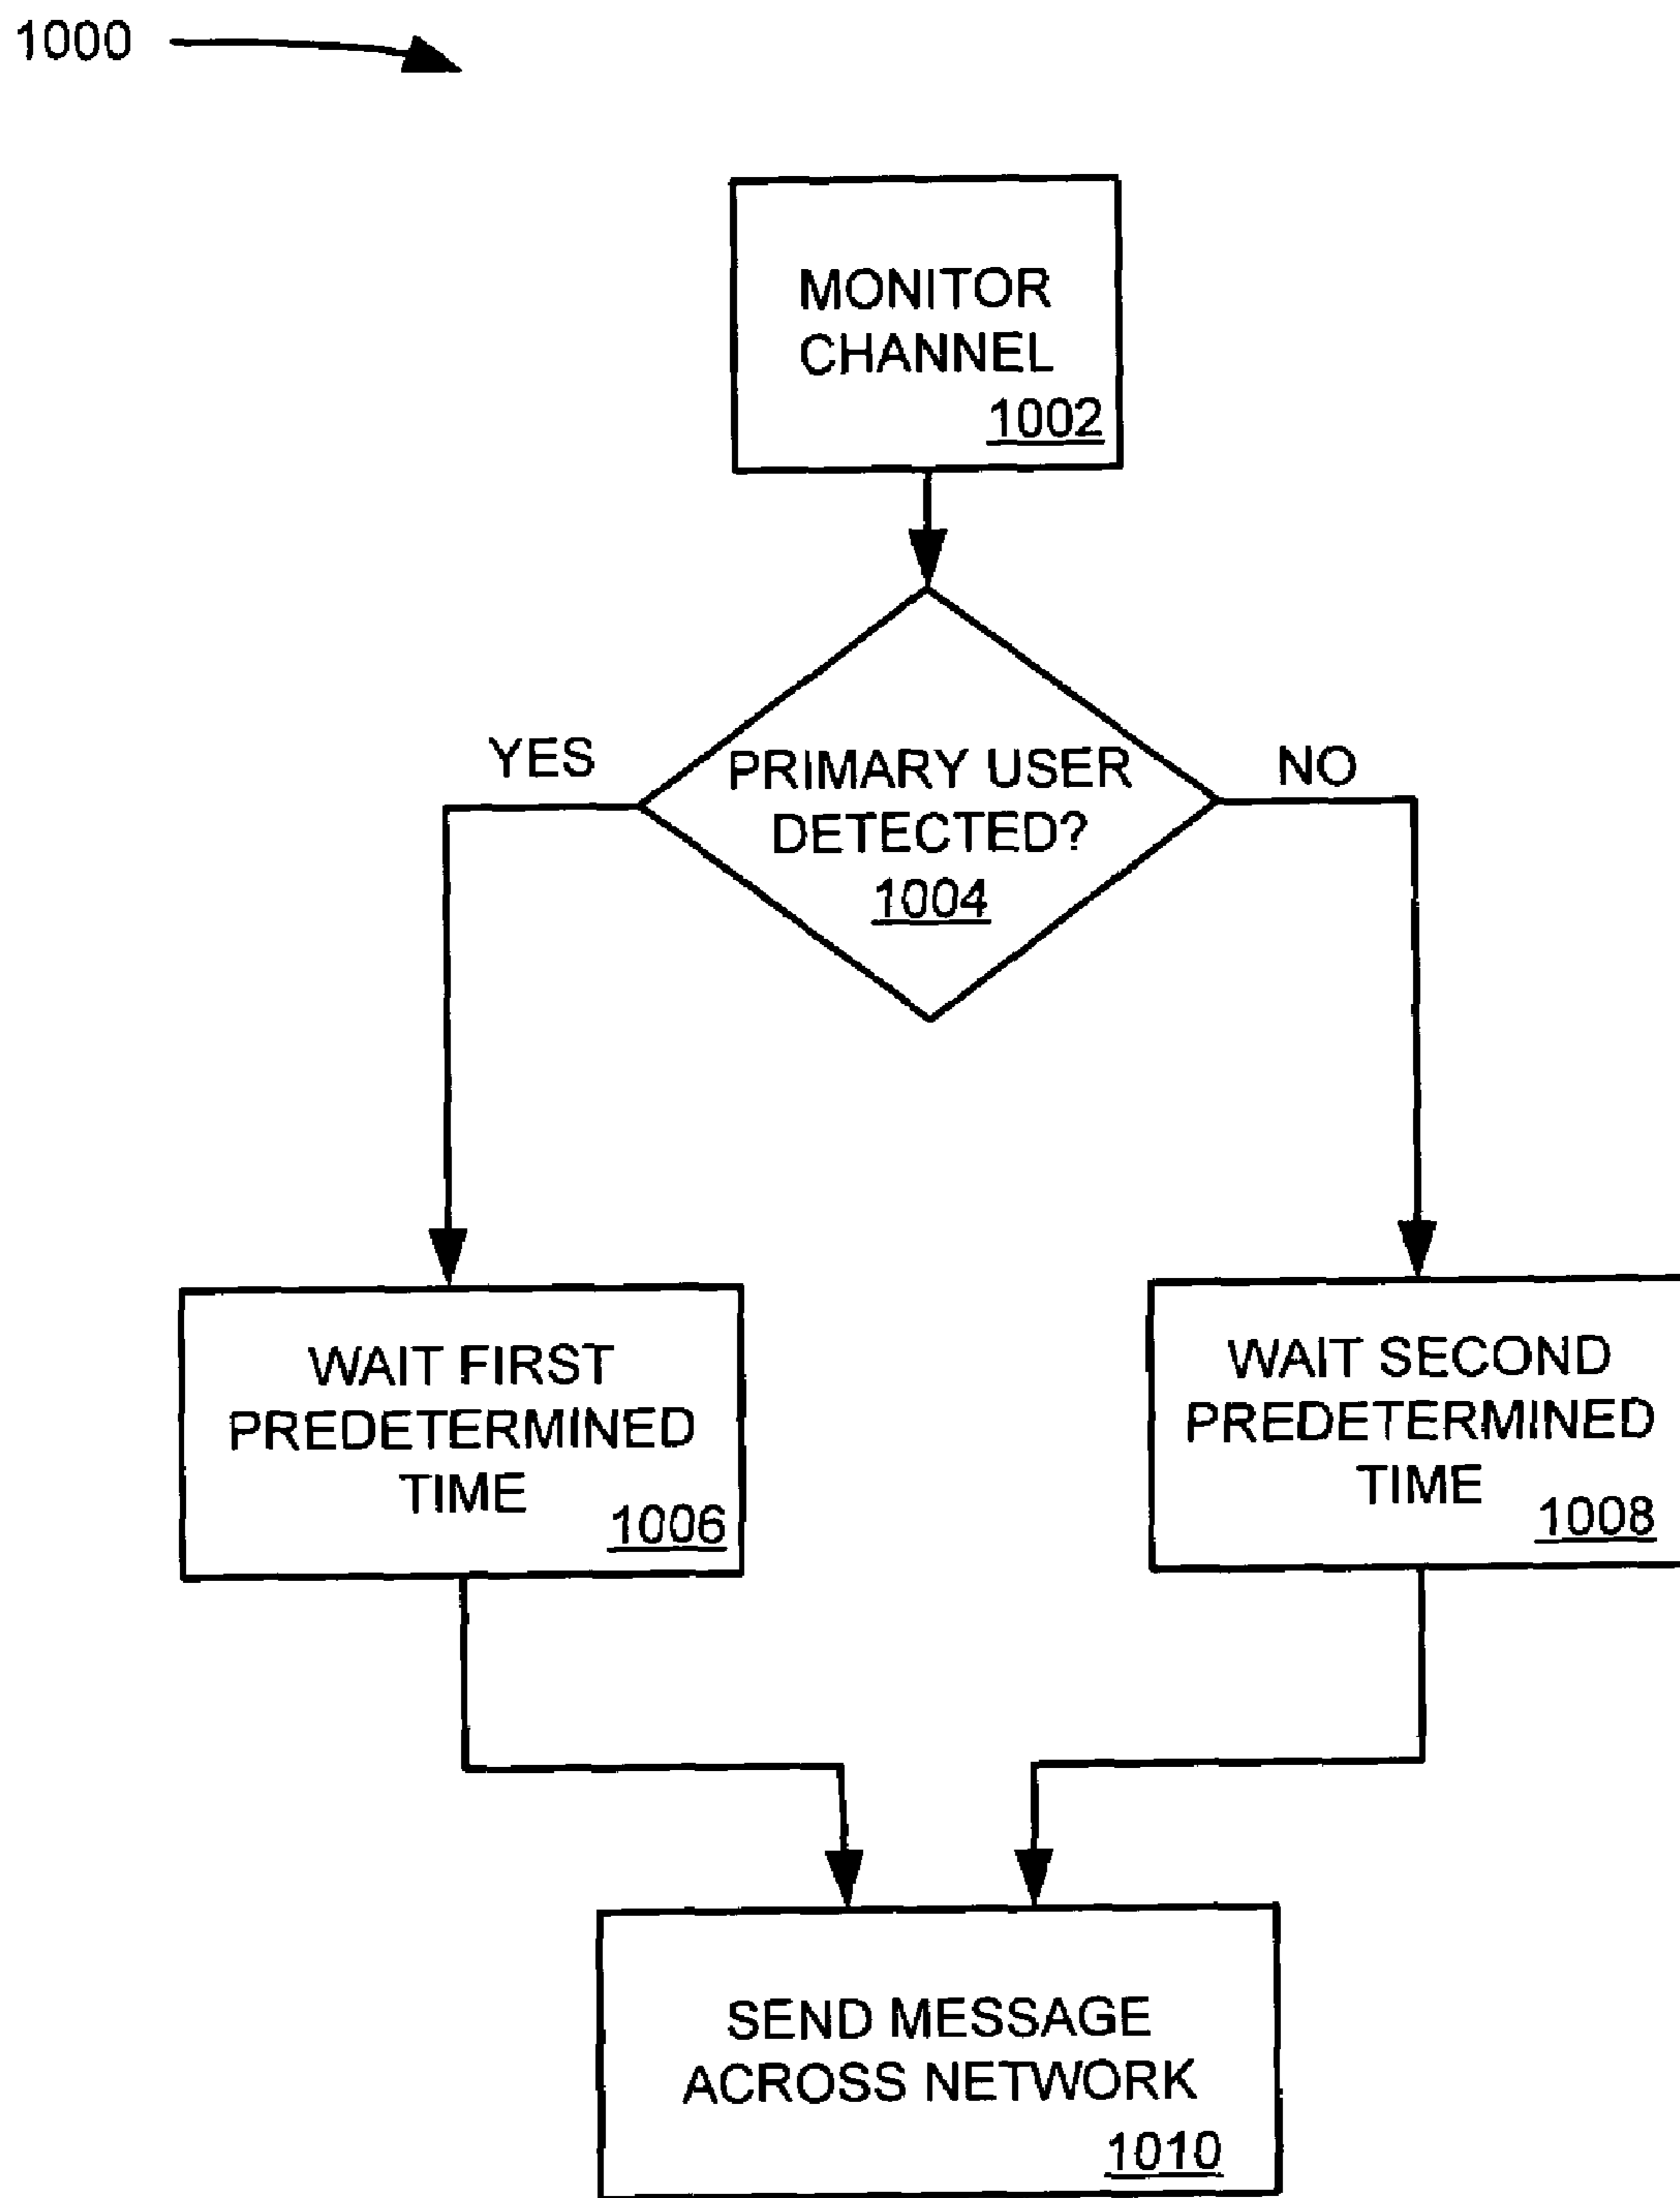 1000
MONITOR
CHANNEL
1002
YES
PRIMARY USER
DETECTED?
1004
NO
WAIT FIRST
PREDETERMINED
TIME
1006
WAIT SECOND
PREDETERMINED
TIME
1008
SEND MESSAGE
ACROSS NETWORK
1010